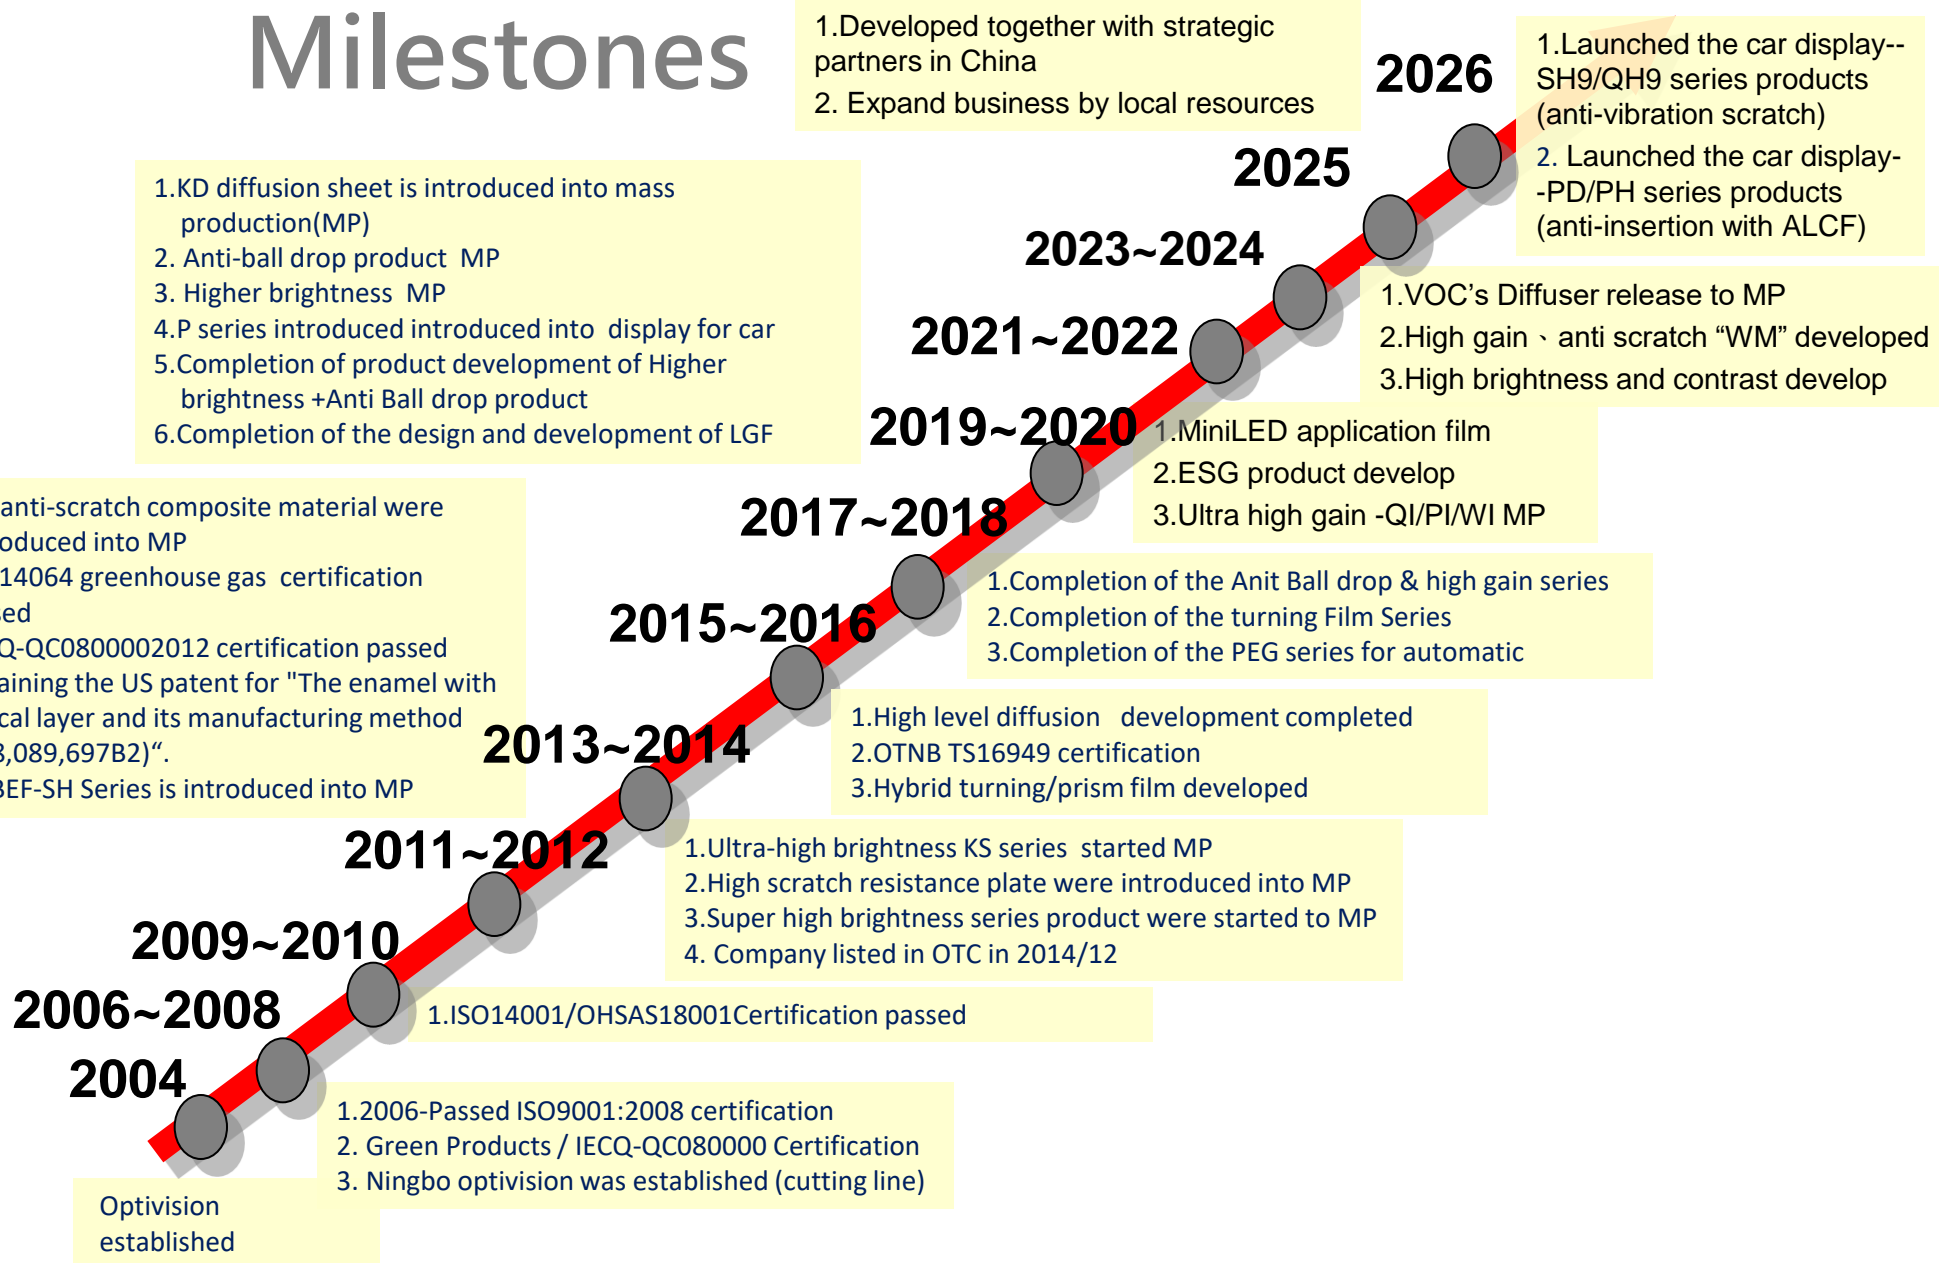 Milestones
1.Developed together with strategic
partners in China
2. Expand business by local resources
2026
1.Launched the car display--
SH9/QH9 series products
(anti-vibration scratch)
2. Launched the car display-
-PD/PH series products
(anti-insertion with ALCF)
2025
1.KD diffusion sheet is introduced into mass
production(MP)
2. Anti-ball drop product MP
3. Higher brightness MP
4.P series introduced introduced into display for car
5.Completion of product development of Higher
brightness +Anti Ball drop product
6.Completion of the design and development of LGF
2023~2024
1.VOC's Diffuser release to MP
2.High gain、anti scratch “WM” developed
3.High brightness and contrast develop
2021~2022
2019~2020
1.MiniLED application film
2.ESG product develop
3.Ultra high gain -QI/PI/WI MP
anti-scratch composite material were
oduced into MP
14064 greenhouse gas certification
sed
Q-QC0800002012 certification passed
aining the US patent for "The enamel with
cal layer and its manufacturing method
,089,697B2)“.
BEF-SH Series is introduced into MP
2017~2018
1.Completion of the Anit Ball drop & high gain series
2.Completion of the turning Film Series
3.Completion of the PEG series for automatic
2015~2016
1.High level diffusion development completed
2.OTNB TS16949 certification
3.Hybrid turning/prism film developed
2013~2014
1.Ultra-high brightness KS series started MP
2.High scratch resistance plate were introduced into MP
3.Super high brightness series product were started to MP
4. Company listed in OTC in 2014/12
2011~2012
2009~2010
1.ISO14001/OHSAS18001Certification passed
2006~2008
1.2006-Passed ISO9001:2008 certification
2. Green Products / IECQ-QC080000 Certification
3. Ningbo optivision was established (cutting line)
2004
Optivision
established